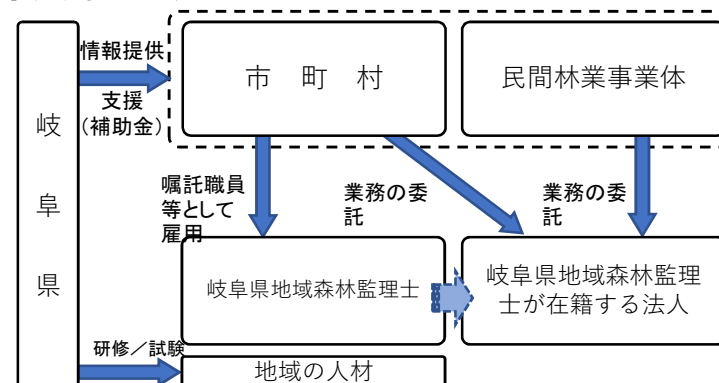 岐
阜
県
情報提供
支援
（補助金）
市　町　村
民間林業事業体
嘱託職員
等として
雇用
業務の委
託
業務の委
託
岐阜県地域森林監理士
岐阜県地域森林監理
士が在籍する法人
研修／試験
地域の人材